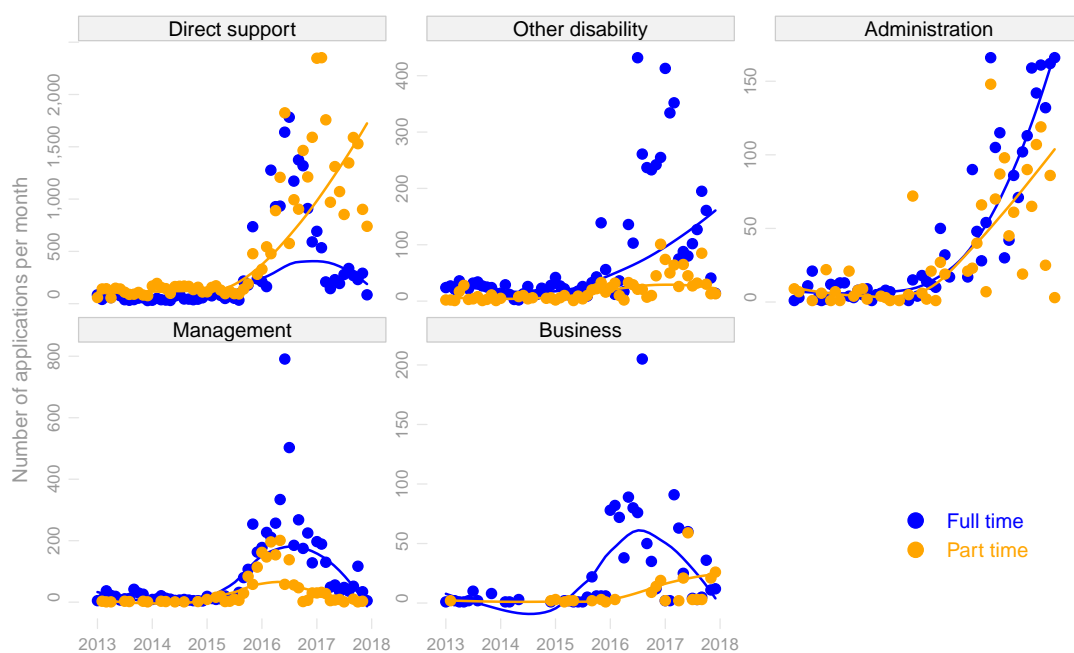 Direct support
Other disability
Administration
Number of applications per month
0
500
1,000
1,500
2,000
0
100
200
300
400
0
50
100
150
Management
Business
0
200
400
600
800
0
50
100
150
200
2013 2014 2015 2016 2017 2018
2013 2014 2015 2016 2017 2018
Full time
Part time